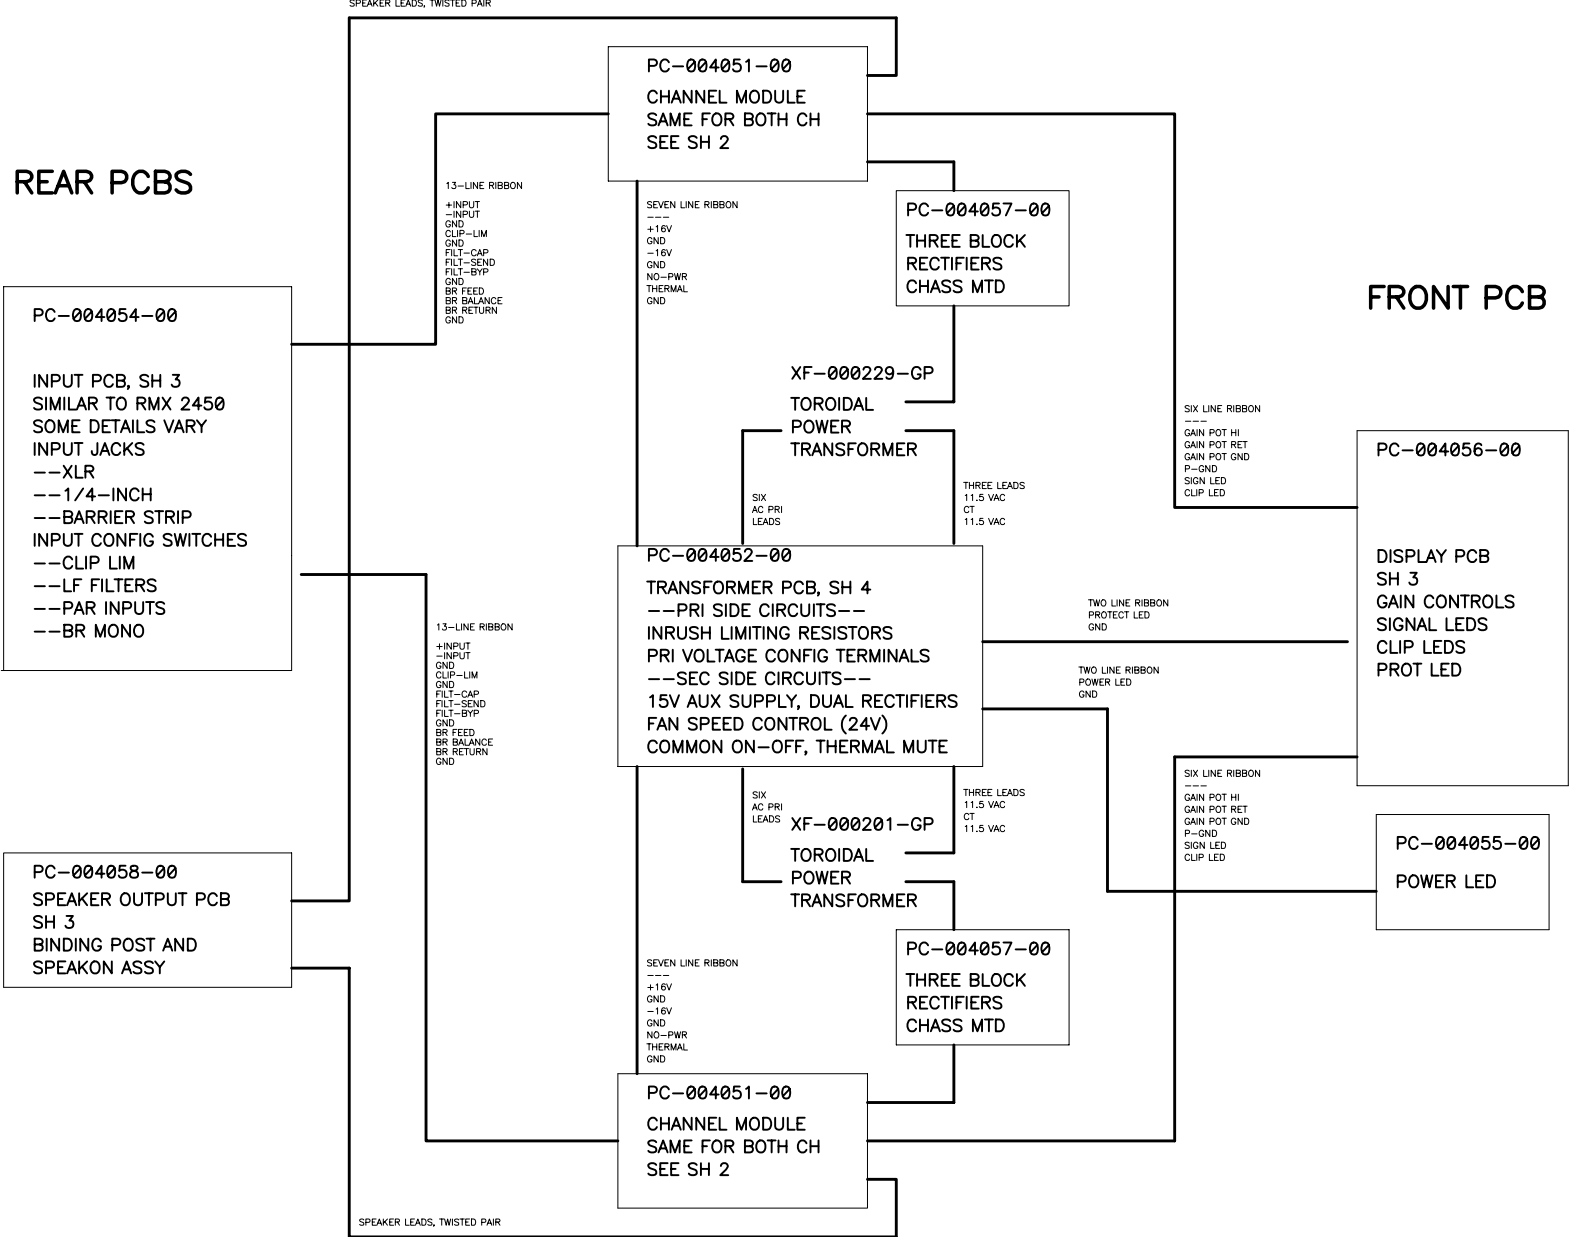 SPEAKER LEADS, TWISTED PAIR
PC-004051-00
CHANNEL MODULE
SAME FOR BOTH CH
SEE SH 2
REAR PCBS
13-LINE RIBBON
+INPUT
-INPUT
GND
CLIP-LIM
GND
FILT-CAP
FILT-SEND
FILT-BYP
GND
BR FEED
BR BALANCE
BR RETURN
GND
SEVEN LINE RIBBON
---
+16V
GND
-16V
GND
NO-PWR
THERMAL
GND
PC-004057-00
THREE BLOCK
RECTIFIERS
CHASS MTD
FRONT PCB
PC-004054-00
INPUT PCB, SH 3
SIMILAR TO RMX 2450
SOME DETAILS VARY
INPUT JACKS
--XLR
--1/4-INCH
--BARRIER STRIP
INPUT CONFIG SWITCHES
--CLIP LIM
--LF FILTERS
--PAR INPUTS
--BR MONO
XF-000229-GP
TOROIDAL
POWER
TRANSFORMER
SIX
AC PRI
LEADS
THREE LEADS
11.5 VAC
CT
11.5 VAC
SIX LINE RIBBON
---
GAIN POT HI
GAIN POT RET
GAIN POT GND
P-GND
SIGN LED
CLIP LED
PC-004056-00
DISPLAY PCB
SH 3
GAIN CONTROLS
SIGNAL LEDS
CLIP LEDS
PROT LED
PC-004052-00
TRANSFORMER PCB, SH 4
--PRI SIDE CIRCUITS--
INRUSH LIMITING RESISTORS
PRI VOLTAGE CONFIG TERMINALS
--SEC SIDE CIRCUITS--
15V AUX SUPPLY, DUAL RECTIFIERS
FAN SPEED CONTROL (24V)
COMMON ON-OFF, THERMAL MUTE
TWO LINE RIBBON
PROTECT LED
GND
TWO LINE RIBBON
POWER LED
GND
13-LINE RIBBON
+INPUT
-INPUT
GND
CLIP-LIM
GND
FILT-CAP
FILT-SEND
FILT-BYP
GND
BR FEED
BR BALANCE
BR RETURN
GND
SIX
AC PRI
LEADS
THREE LEADS
11.5 VAC
CT
11.5 VAC
XF-000201-GP
TOROIDAL
POWER
TRANSFORMER
SIX LINE RIBBON
---
GAIN POT HI
GAIN POT RET
GAIN POT GND
P-GND
SIGN LED
CLIP LED
PC-004055-00
POWER LED
PC-004058-00
SPEAKER OUTPUT PCB
SH 3
BINDING POST AND
SPEAKON ASSY
PC-004057-00
THREE BLOCK
RECTIFIERS
CHASS MTD
SEVEN LINE RIBBON
---
+16V
GND
-16V
GND
NO-PWR
THERMAL
GND
PC-004051-00
CHANNEL MODULE
SAME FOR BOTH CH
SEE SH 2
SPEAKER LEADS, TWISTED PAIR